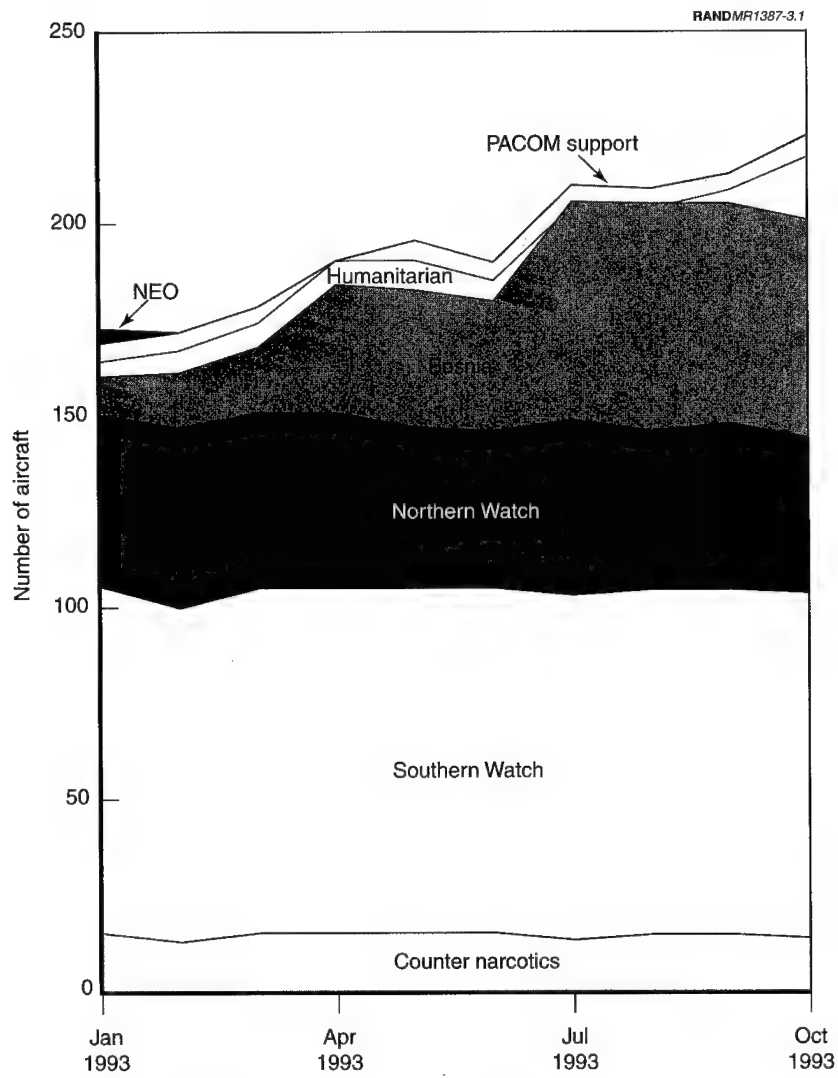 RANDMR1387-3.1
250
200
150
100
50
0
Number of aircraft
PACOM support
NEO
Humanitarian
Bosnia
Northern Watch
Southern Watch
Counter narcotics
Jan
1993
Apr
1993
Jul
1993
Oct
1993